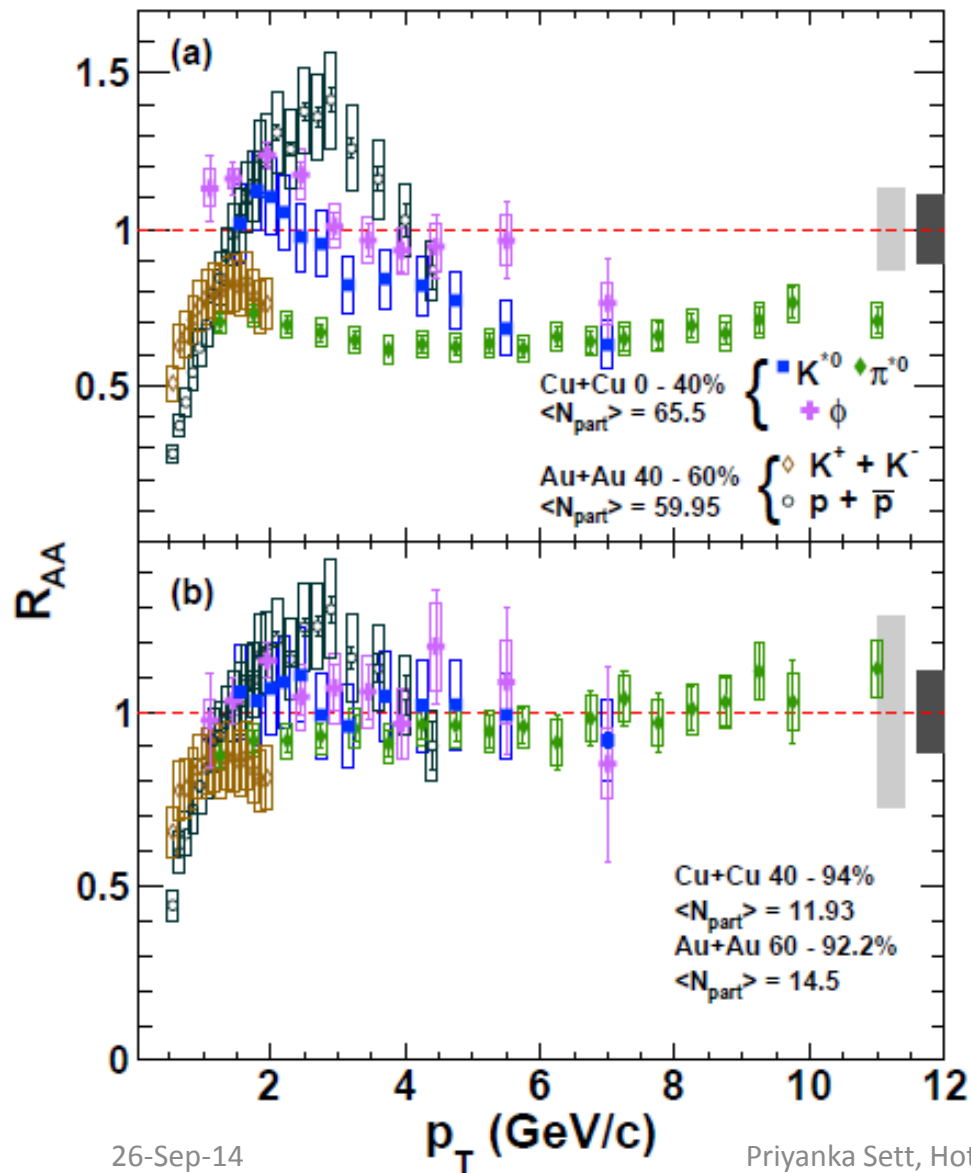 (a)
1.5
1
0.5
Cu+Cu 0 - 40%
<N_part> = 65.5
{ K*0 π*0
ϕ
Au+Au 40 - 60%
<N_part> = 59.95
{ K+ + K-
p + p̅
R_AA
(b)
1
0.5
0
Cu+Cu 40 - 94%
<N_part> = 11.93
Au+Au 60 - 92.2%
<N_part> = 14.5
2 4 6 8 10 12
p_T (GeV/c)
26-Sep-14
Priyanka Sett, Hot